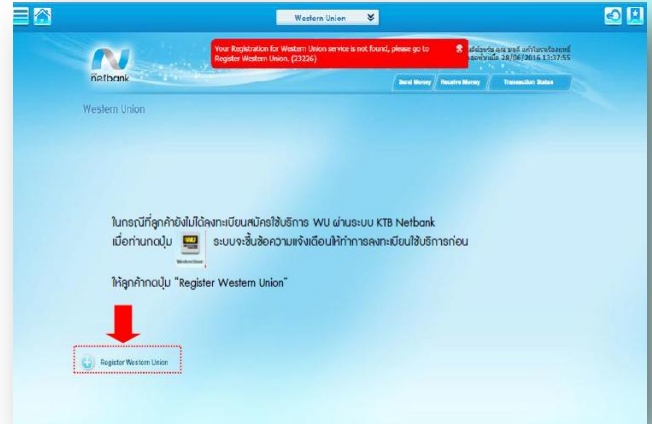 Western Union
Your Registration for Western Union service is not found, please go to
Register Western Union. (23226)
28/06/2016 13:37:55
netbank
Send Money
Receive Money
Transaction Status
Western Union
ในกรณีที่ลูกค้ายังไม่ได้ลงทะเบียนสมัครใช้บริการ WU ผ่านระบบ KTB Netbank
เมื่อท่านกดปุ่ม ระบบจะขึ้นข้อความแจ้งเตือนให้ทำการลงทะเบียนใช้บริการก่อน
ให้ลูกค้ากดปุ่ม “Register Western Union”
Register Western Union